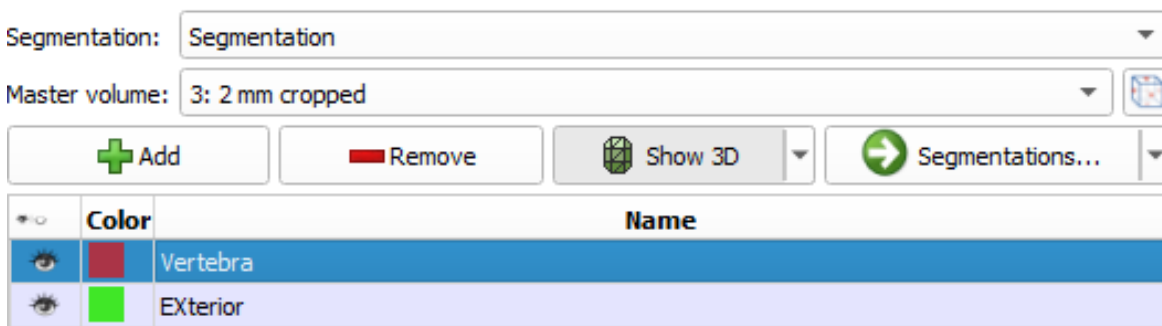 Segmentation: Segmentation
Master volume: 3: 2 mm cropped
Add Remove Show 3D Segmentations...
Color Name
Vertebra
EXterior